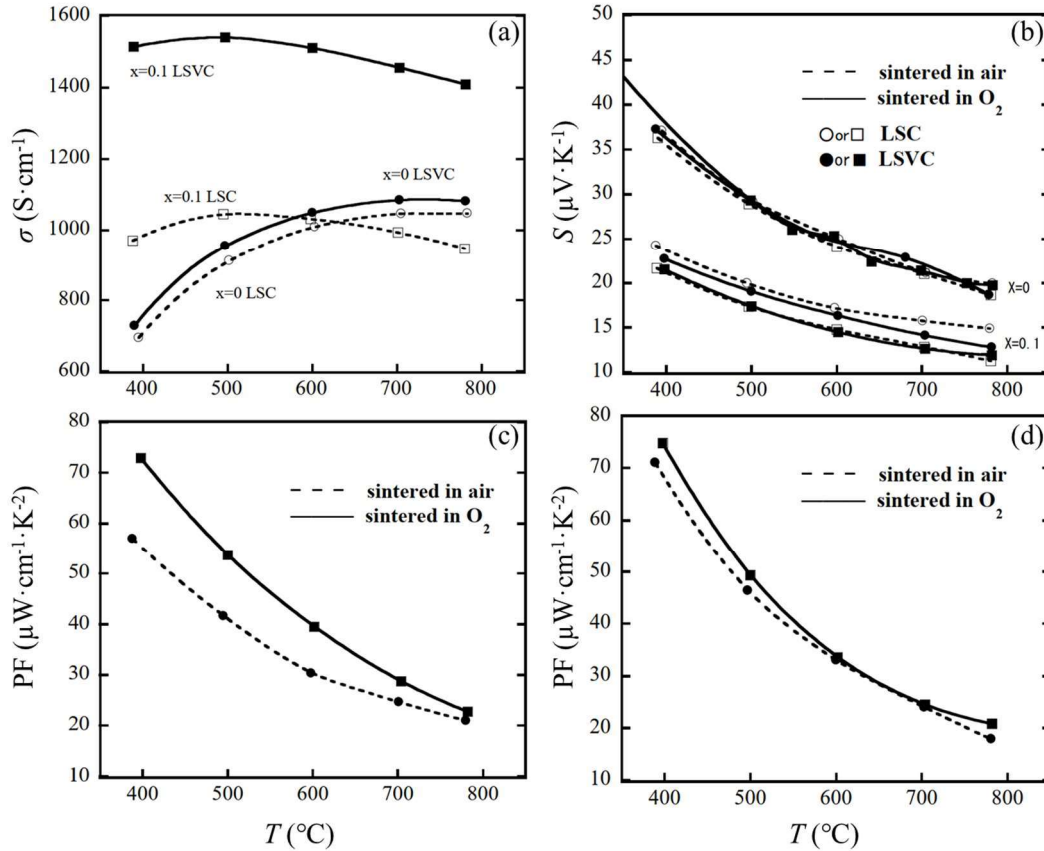 (a)
1600
1400
1200
1000
800
600
σ ((S·cm⁻¹)
x=0.1 LSVC
x=0.1 LSC
x=0 LSVC
x=0 LSC
400
500
600
700
800
(b)
50
45
40
35
30
25
20
15
10
S (μV·K⁻¹)
sintered in air
sintered in O₂
○or□ LSC
●or■ LSVC
X=0
X=0.1
400
500
600
700
800
(c)
80
70
60
50
40
30
20
10
PF (μW·cm⁻¹·K⁻²)
sintered in air
sintered in O₂
400
500
600
700
800
T (°C)
(d)
80
70
60
50
40
30
20
10
PF (μW·cm⁻¹·K⁻²)
sintered in air
sintered in O₂
400
500
600
700
800
T (°C)